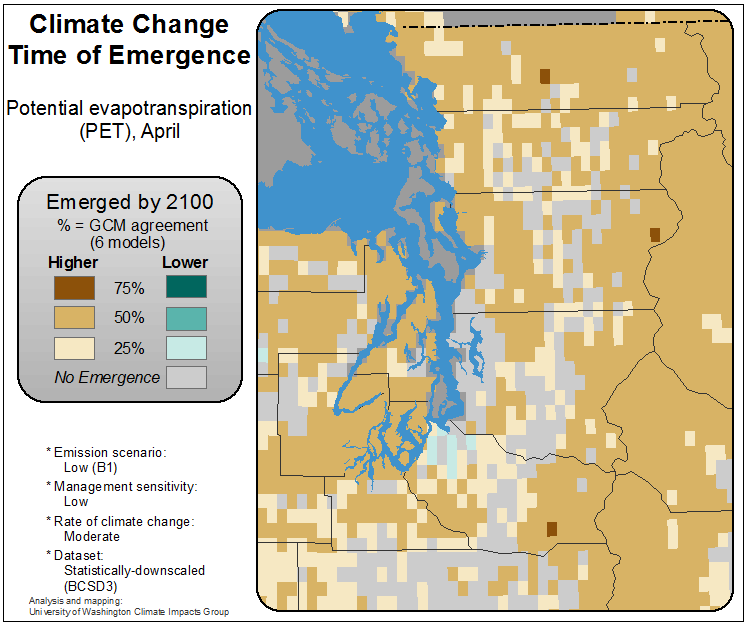 Climate Change
Time of Emergence
Potential evapotranspiration
(PET), April
Emerged by 2100
% = GCM agreement
(6 models)
Higher Lower
75%
50%
25%
No Emergence
* Emission scenario:
Low (B1)
* Management sensitivity:
Low
* Rate of climate change:
Moderate
* Dataset:
Statistically-downscaled
(BCSD3)
Analysis and mapping:
University of Washington Climate Impacts Group